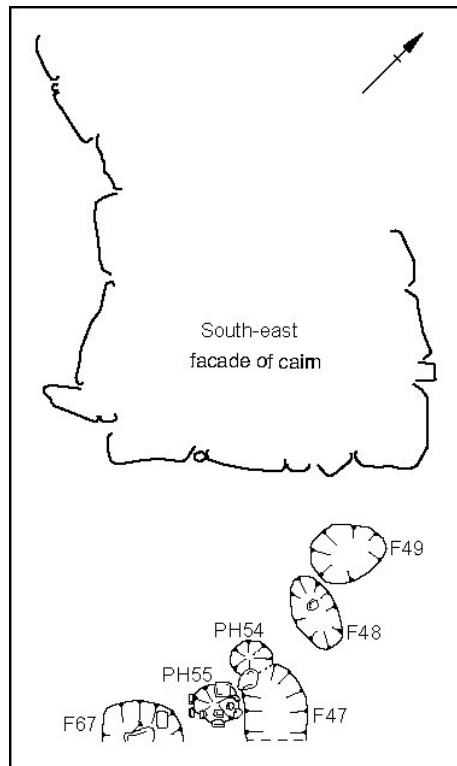 South-east
facade of cairn
F49
F48
PH54
PH55
F67
F47